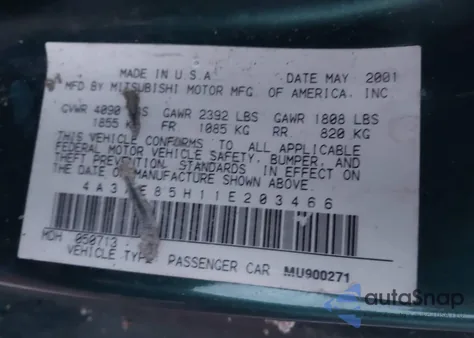 MADE IN U.S.A. DATE MAY 2001
MFD BY MITSUBISHI MOTOR MFG. OF AMERICA, INC
GVWR 4090 LBS GAWR 2392 LBS GAWR 1808 LBS
1855 FR 1085 KG RR 820 KG
THIS VEHICLE CONFORMS TO ALL APPLICABLE
FEDERAL MOTOR VEHICLE SAFETY, BUMPER, AND
THEFT PREVENTION STANDARDS IN EFFECT ON
THE DATE OF MANUFACTURE SHOWN ABOVE.
E85H11E203466
MDH 050713
VEHICLE TYPE: PASSENGER CAR MU900271
autoSnap